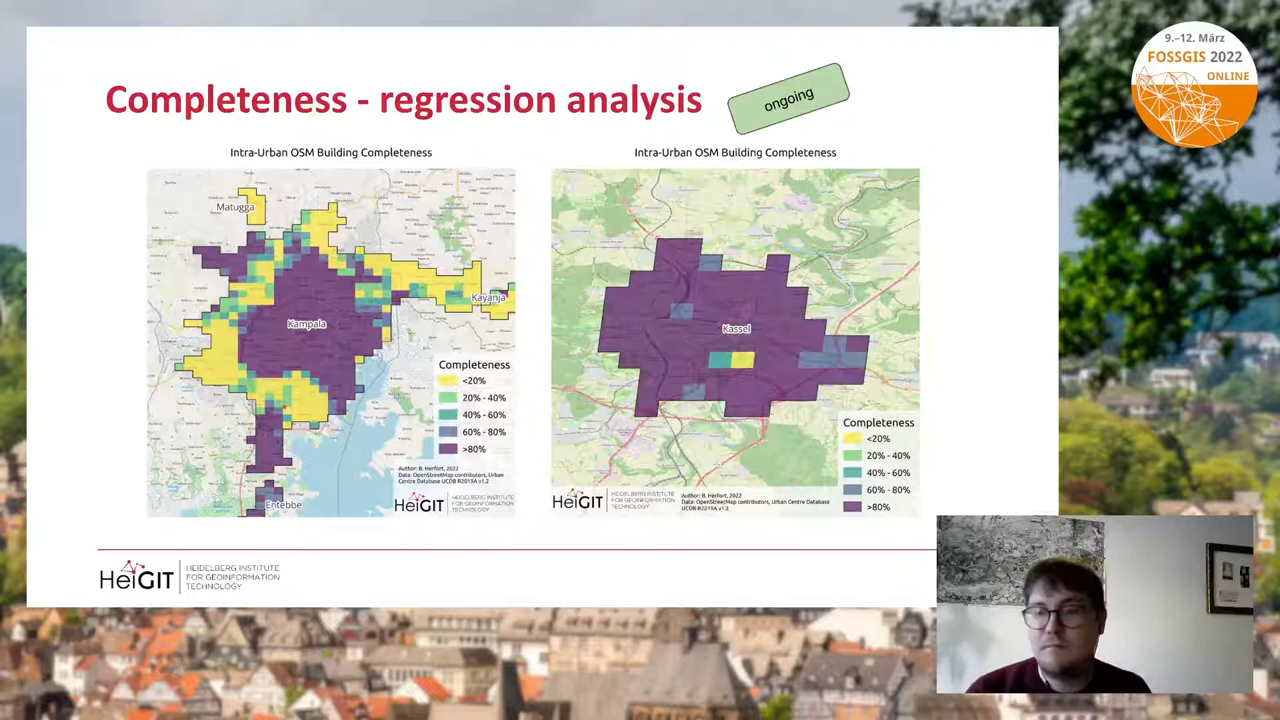 9.–12. März
FOSSGIS 2022
ONLINE
Completeness - regression analysis
ongoing
Intra-Urban OSM Building Completeness
Matugga
Kayanja
Kampala
Entebbe
Completeness
<20%
20% - 40%
40% - 60%
60% - 80%
>80%
Author: B. Herfort, 2022
Data: OpenStreetMap contributors, Urban
Centre Database UCDB R2019A v1.2
HeiGIT
HEIDELBERG INSTITUTE
FOR GEOINFORMATION
TECHNOLOGY
Intra-Urban OSM Building Completeness
Kassel
Completeness
<20%
20% - 40%
40% - 60%
60% - 80%
>80%
HeiGIT
HEIDELBERG INSTITUTE
FOR GEOINFORMATION
TECHNOLOGY
Author: B. Herfort, 2022
Data: OpenStreetMap contributors, Urban Centre Database
UCDB R2019A v1.2
HeiGIT
HEIDELBERG INSTITUTE
FOR GEOINFORMATION
TECHNOLOGY